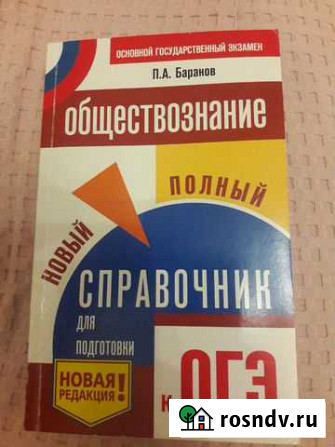 ОСНОВНОЙ ГОСУДАРСТВЕННЫЙ ЭКЗАМЕН
П.А. Баранов
ОБЩЕСТВОЗНАНИЕ
НОВЫЙ
ПОЛНЫЙ
СПРАВОЧНИК
ДЛЯ
ПОДГОТОВКИ
НОВАЯ
РЕДАКЦИЯ!
К ОГЭ
rosndv.ru